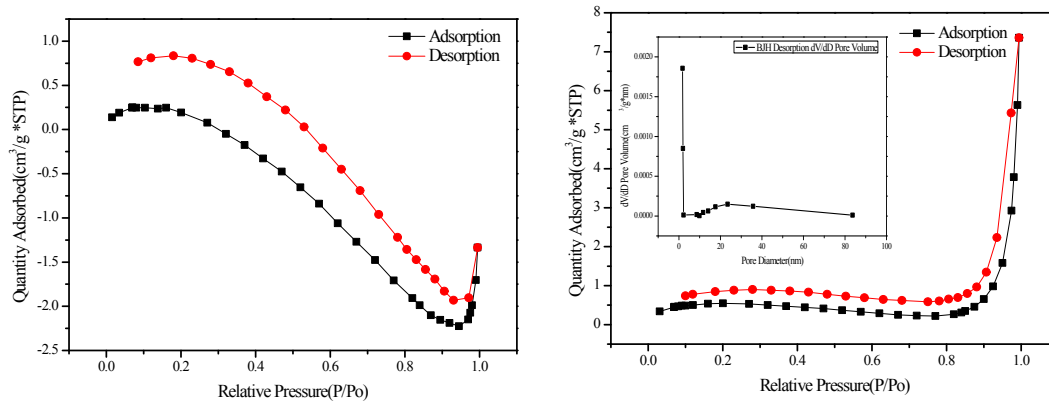 1.0
0.5
0.0
-0.5
-1.0
-1.5
-2.0
-2.5
Quantity Adsorbed(cm³/g *STP)
Adsorption
Desorption
0.0 0.2 0.4 0.6 0.8 1.0
Relative Pressure(P/Po)
8
7
6
5
4
3
2
1
0
Quantity Adsorbed(cm³/g *STP)
Adsorption
Desorption
BJH Desorption dV/dD Pore Volume
0.0020
0.0015
0.0010
0.0005
0.0000
dV/dD Pore Volume(cm ³/g*nm)
0 20 40 60 80 100
Pore Diameter(nm)
0.0 0.2 0.4 0.6 0.8 1.0
Relative Pressure(P/Po)